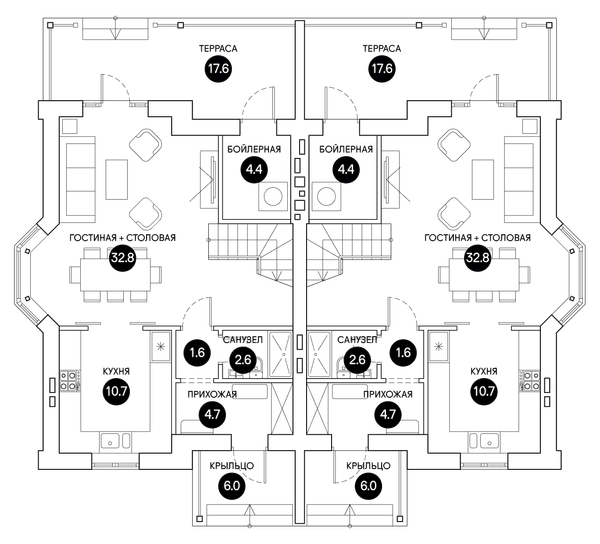 ТЕРРАСА
17.6
ТЕРРАСА
17.6
БОЙЛЕРНАЯ
4.4
БОЙЛЕРНАЯ
4.4
ГОСТИНАЯ + СТОЛОВАЯ
32.8
ГОСТИНАЯ + СТОЛОВАЯ
32.8
1.6
САНУЗЕЛ
2.6
САНУЗЕЛ
2.6
1.6
КУХНЯ
10.7
КУХНЯ
10.7
ПРИХОЖАЯ
4.7
ПРИХОЖАЯ
4.7
КРЫЛЬЦО
6.0
КРЫЛЬЦО
6.0